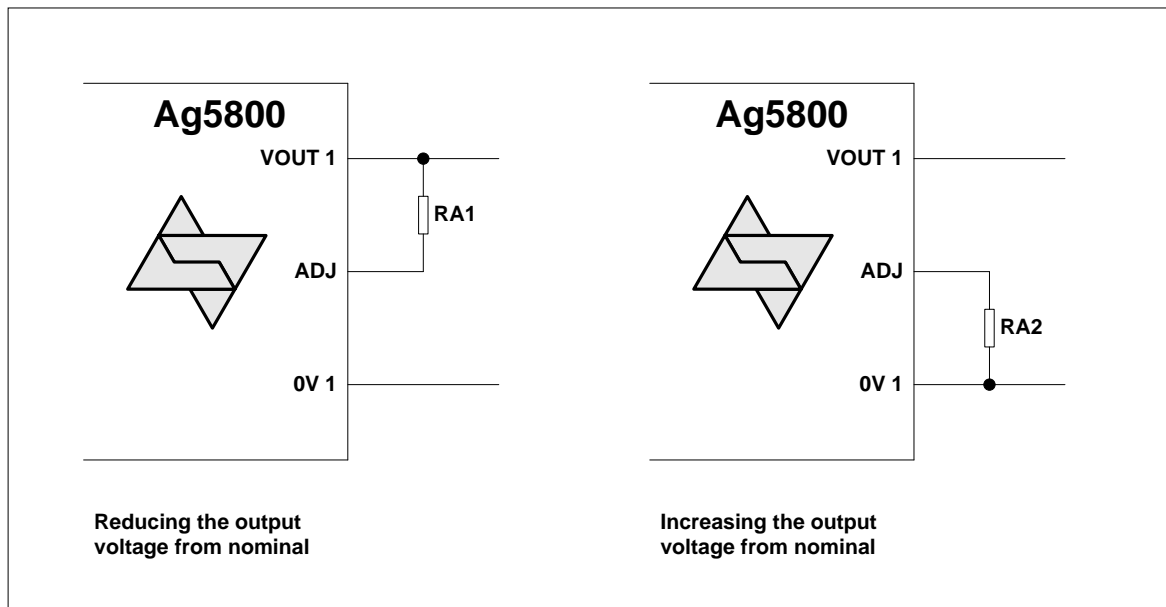 Ag5800
VOUT 1
RA1
ADJ
0V 1
Reducing the output
voltage from nominal
Ag5800
VOUT 1
ADJ
RA2
0V 1
Increasing the output
voltage from nominal